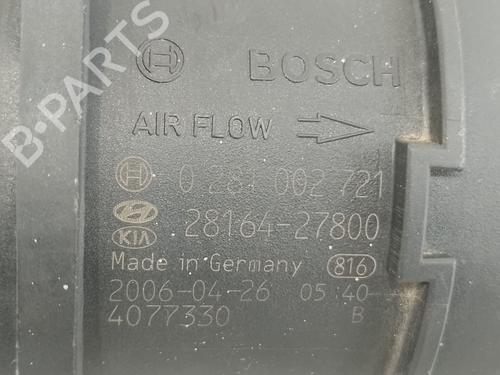 B-PARTS
BOSCH
AIR FLOW
0 281 002 721
28164-27800
KIA
Made in Germany 816
2006-04-26 05:40
4077330 B